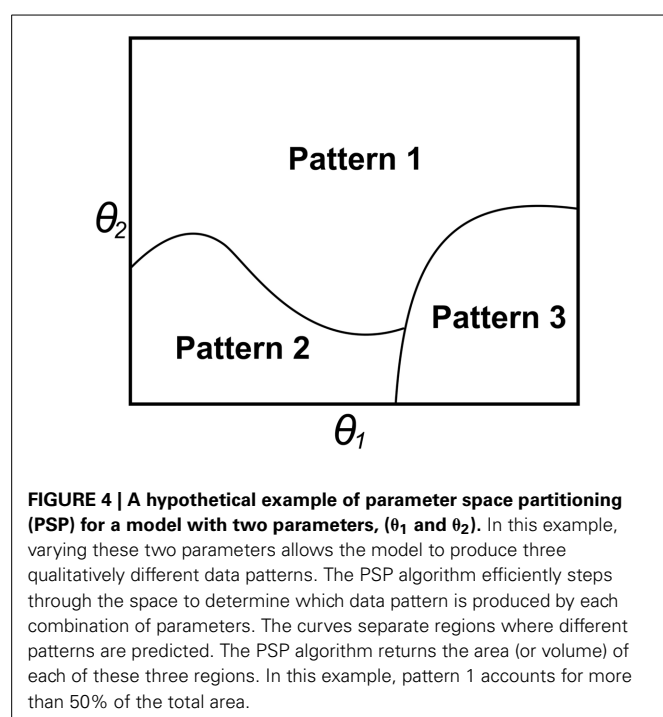 Pattern 1
θ2
Pattern 3
Pattern 2
θ1
FIGURE 4 | A hypothetical example of parameter space partitioning
(PSP) for a model with two parameters, (θ1 and θ2). In this example,
varying these two parameters allows the model to produce three
qualitatively different data patterns. The PSP algorithm efficiently steps
through the space to determine which data pattern is produced by each
combination of parameters. The curves separate regions where different
patterns are predicted. The PSP algorithm returns the area (or volume) of
each of these three regions. In this example, pattern 1 accounts for more
than 50% of the total area.